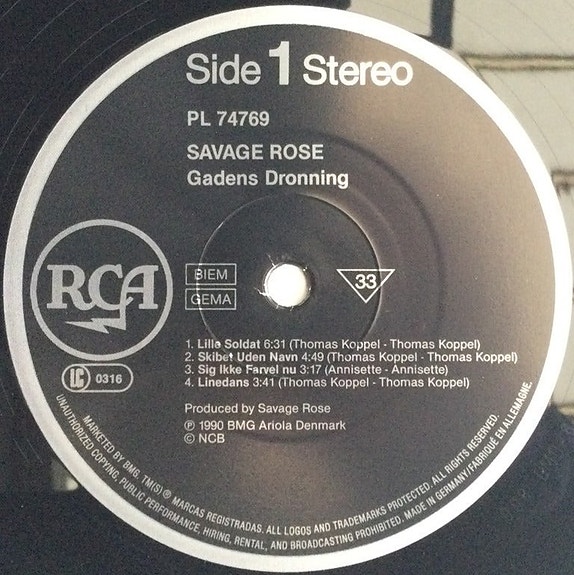 Side 1 Stereo
PL 74769
SAVAGE ROSE
Gadens Dronning
RCA
BIEM
GEMA
33
LC 0316
1. Lille Soldat 6:31 (Thomas Koppel - Thomas Koppel)
2. Skibet Uden Navn 4:49 (Thomas Koppel - Thomas Koppel)
3. Sig Ikke Farvel nu 3:17 (Annisette - Annisette)
4. Linedans 3:41 (Thomas Koppel - Thomas Koppel)
Produced by Savage Rose
℗ 1990 BMG Ariola Denmark
© NCB
MARKETED BY BMG. TM(S) ® MARCAS REGISTRADAS. ALL LOGOS AND TRADEMARKS PROTECTED. ALL RIGHTS RESERVED.
UNAUTHORIZED COPYING, PUBLIC PERFORMANCE, HIRING, RENTAL, AND BROADCASTING PROHIBITED. MADE IN GERMANY/FABRIQUÉ EN ALLEMAGNE.